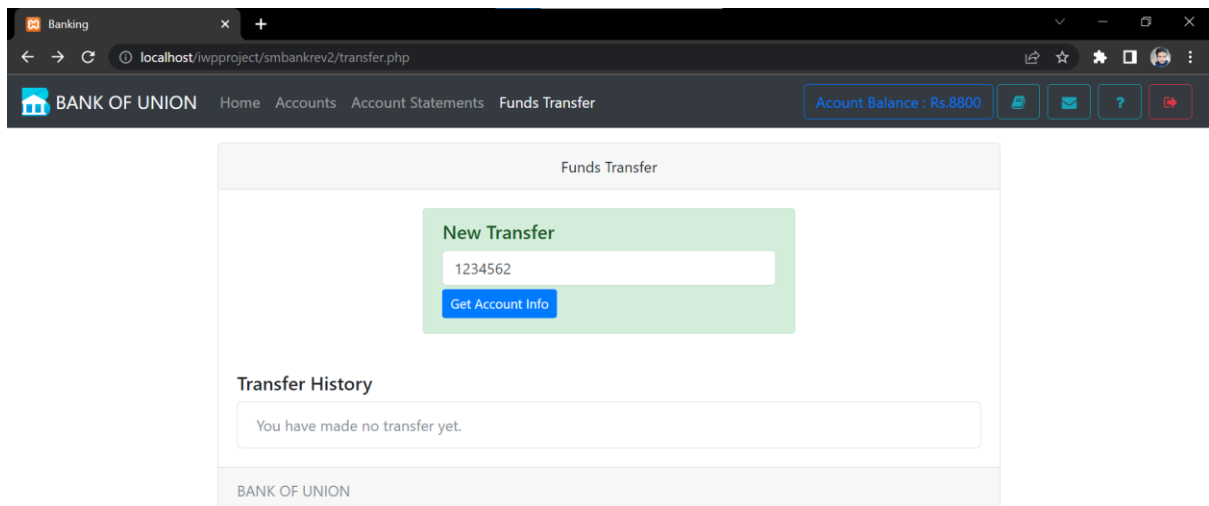 Banking
localhost/iwpproject/smbankrev2/transfer.php
BANK OF UNION Home Accounts Account Statements Funds Transfer Acount Balance : Rs.8800 ?
Funds Transfer
New Transfer
1234562
Get Account Info
Transfer History
You have made no transfer yet.
BANK OF UNION